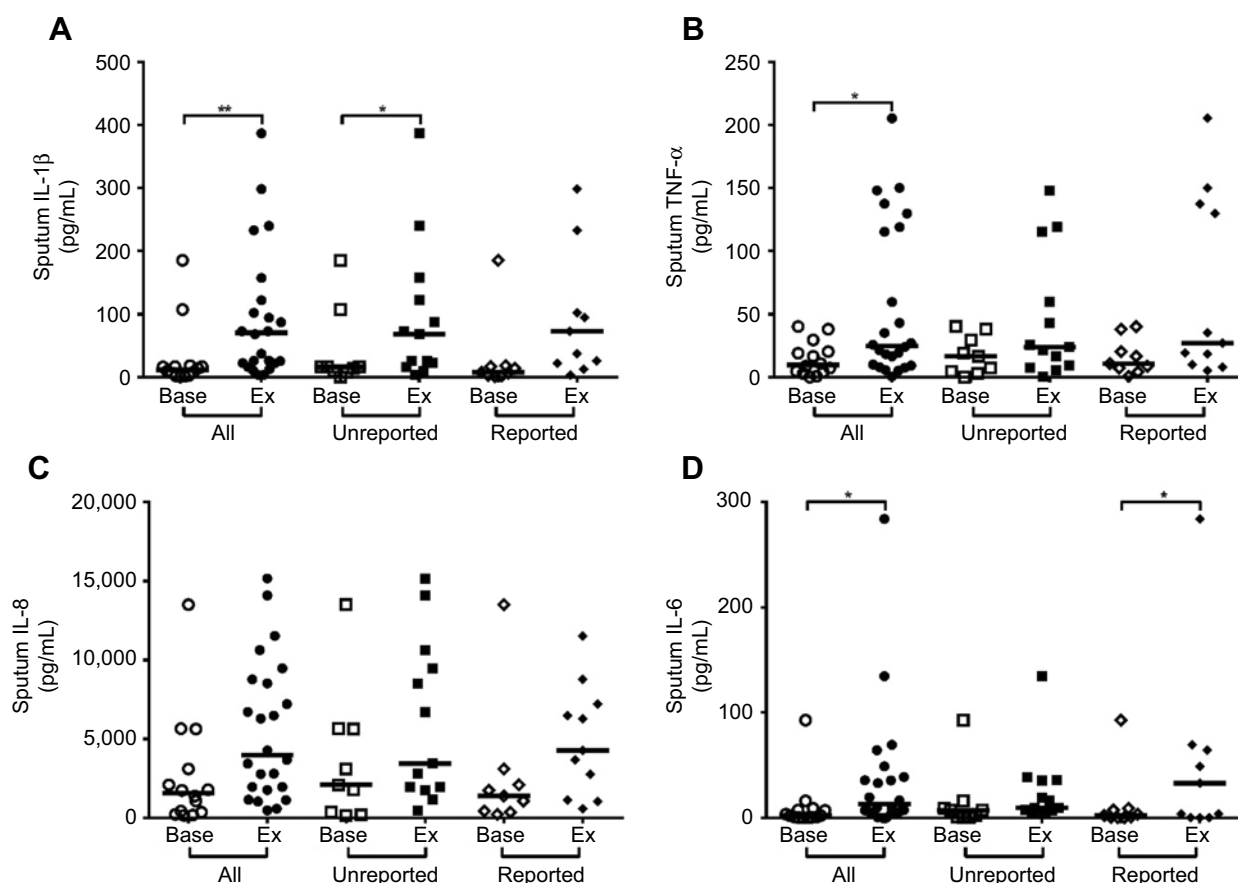 A
Sputum IL-1β
(pg/mL)
500
400
300
200
100
0
**
*
Base Ex Base Ex Base Ex
All Unreported Reported
B
Sputum TNF-α
(pg/mL)
250
200
150
100
50
0
*
Base Ex Base Ex Base Ex
All Unreported Reported
C
Sputum IL-8
(pg/mL)
20,000
15,000
10,000
5,000
0
Base Ex Base Ex Base Ex
All Unreported Reported
D
Sputum IL-6
(pg/mL)
300
200
100
0
*
*
Base Ex Base Ex Base Ex
All Unreported Reported